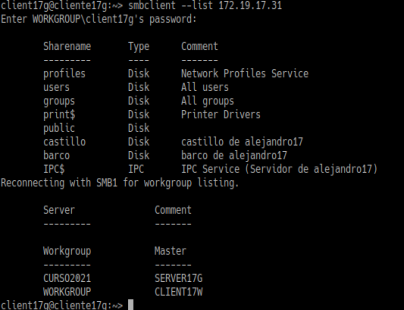 client17g@cliente17g:~> smbclient --list 172.19.17.31
Enter WORKGROUP\client17g's password:
Sharename Type Comment
--------- ---- -------
profiles Disk Network Profiles Service
users Disk All users
groups Disk All groups
print$ Disk Printer Drivers
public Disk
castillo Disk castillo de alejandro17
barco Disk barco de alejandro17
IPC$ IPC IPC Service (Servidor de alejandro17)
Reconnecting with SMB1 for workgroup listing.
Server Comment
--------- -------
Workgroup Master
--------- -------
CURSO2021 SERVER17G
WORKGROUP CLIENT17W
client17g@cliente17g:~>